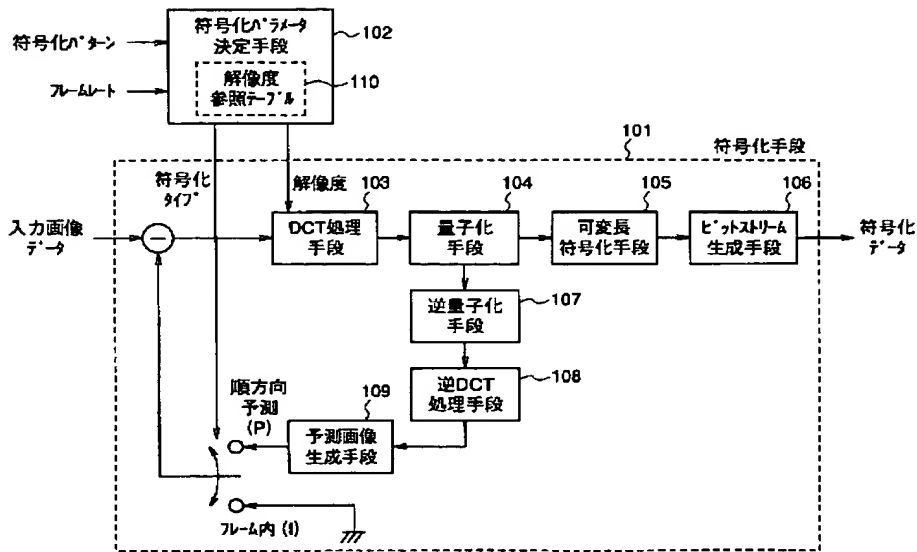 符号化パターン
フレームレート
符号化パラメータ
決定手段
102
解像度
参照テーブル
110
101
符号化手段
符号化
タイプ
解像度
入力画像
データ
−
103
DCT処理
手段
104
量子化
手段
105
可変長
符号化手段
106
ビットストリーム
生成手段
符号化
データ
逆量子化
手段
107
逆DCT
処理手段
108
109
予測画像
生成手段
順方向
予測
(P)
フレーム内 (I)